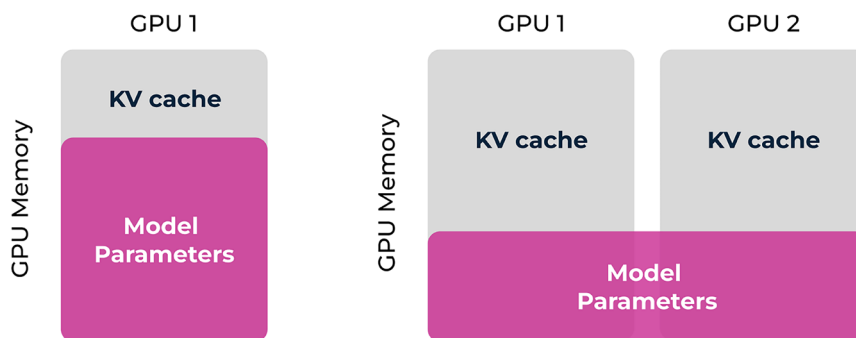 GPU 1
GPU Memory
KV cache
Model
Parameters
GPU 1
GPU 2
GPU Memory
KV cache
KV cache
Model
Parameters